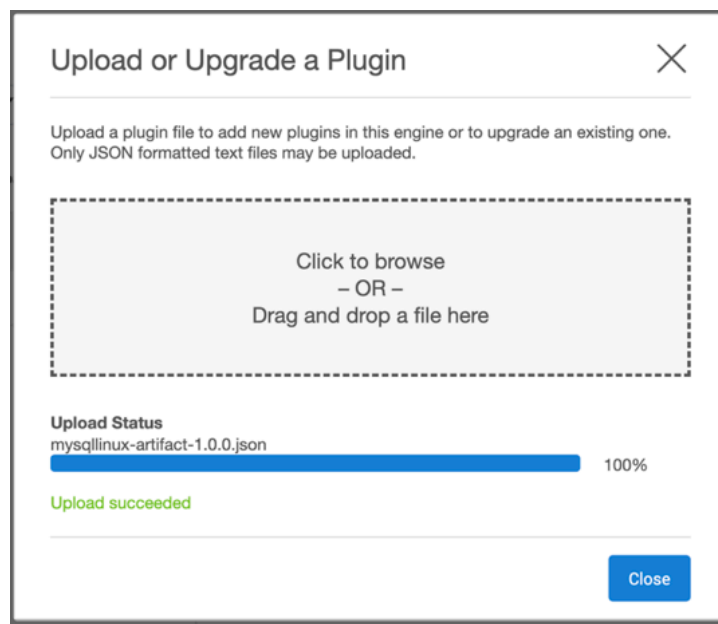 Upload or Upgrade a Plugin
Upload a plugin file to add new plugins in this engine or to upgrade an existing one.
Only JSON formatted text files may be uploaded.
Click to browse
– OR –
Drag and drop a file here
Upload Status
mysqllinux-artifact-1.0.0.json
100%
Upload succeeded
Close